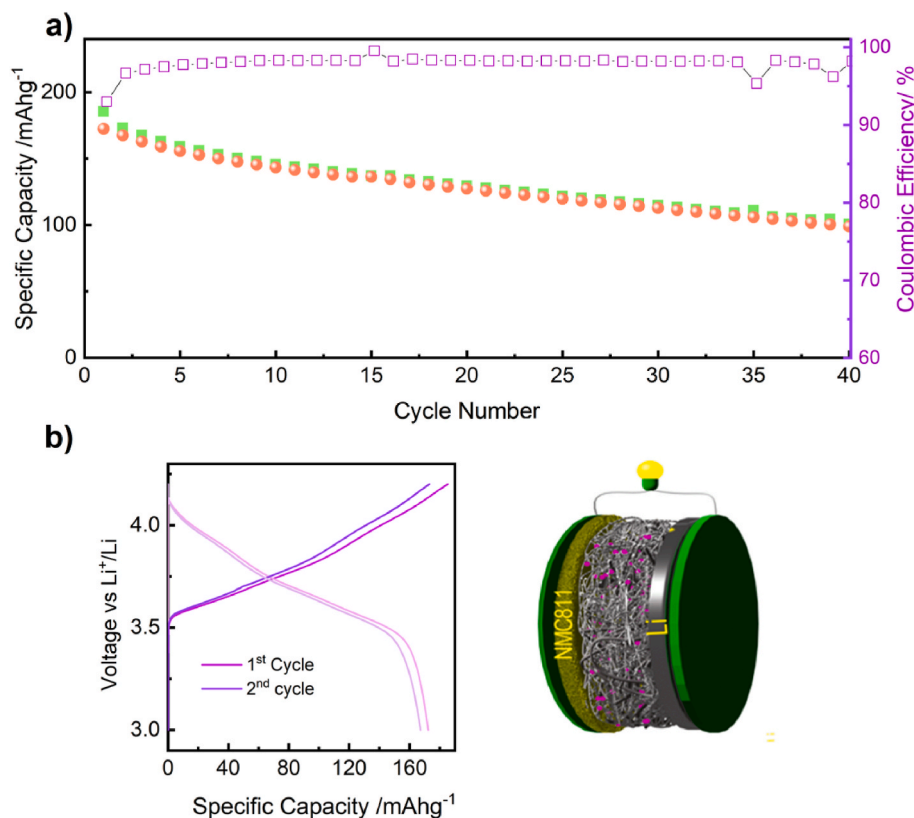 a)
Specific Capacity /mAhg⁻¹
200
100
0
100
90
80
70
60
Coulombic Efficiency/ %
0
5
10
15
20
25
30
35
40
Cycle Number
b)
Voltage vs Li⁺/Li
4.0
3.5
3.0
1ˢᵗ Cycle
2ⁿᵈ cycle
0
40
80
120
160
Specific Capacity /mAhg⁻¹
NMC811
Li